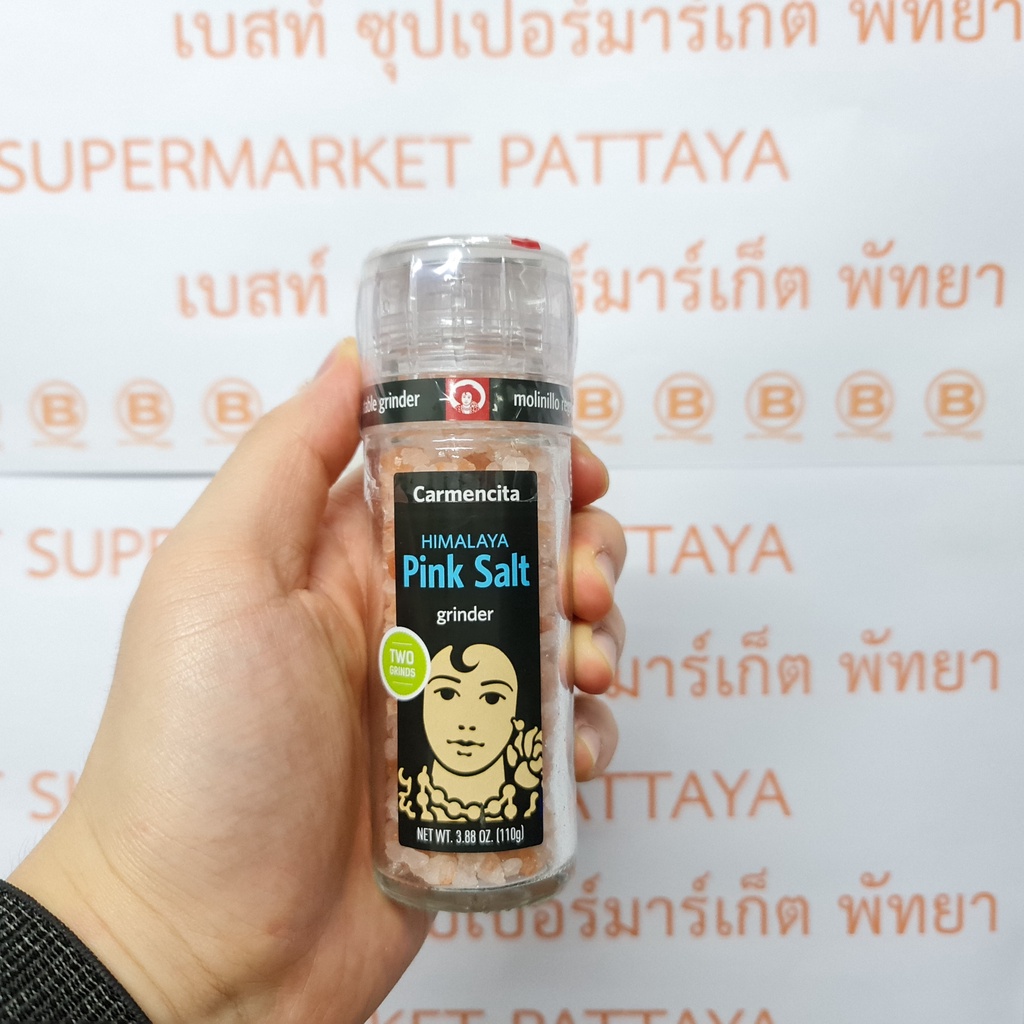 เบสท์ ซุปเปอร์มาร์เก็ต พัทยา
SUPERMARKET PATTAYA
เบสท์ ร์มาร์เก็ต พัทยา
B B B B B B B B
grinder
molinillo
Carmencita
SUPE TTAYA
HIMALAYA
Pink Salt
grinder
TWO
GRINDS
มาร์เก็ต พัทยา
PATTAYA
NET WT. 3.88 OZ. (110g)
ปเปอร์มาร์เก็ต พัทยา
SUPERMARKET PATTAYA